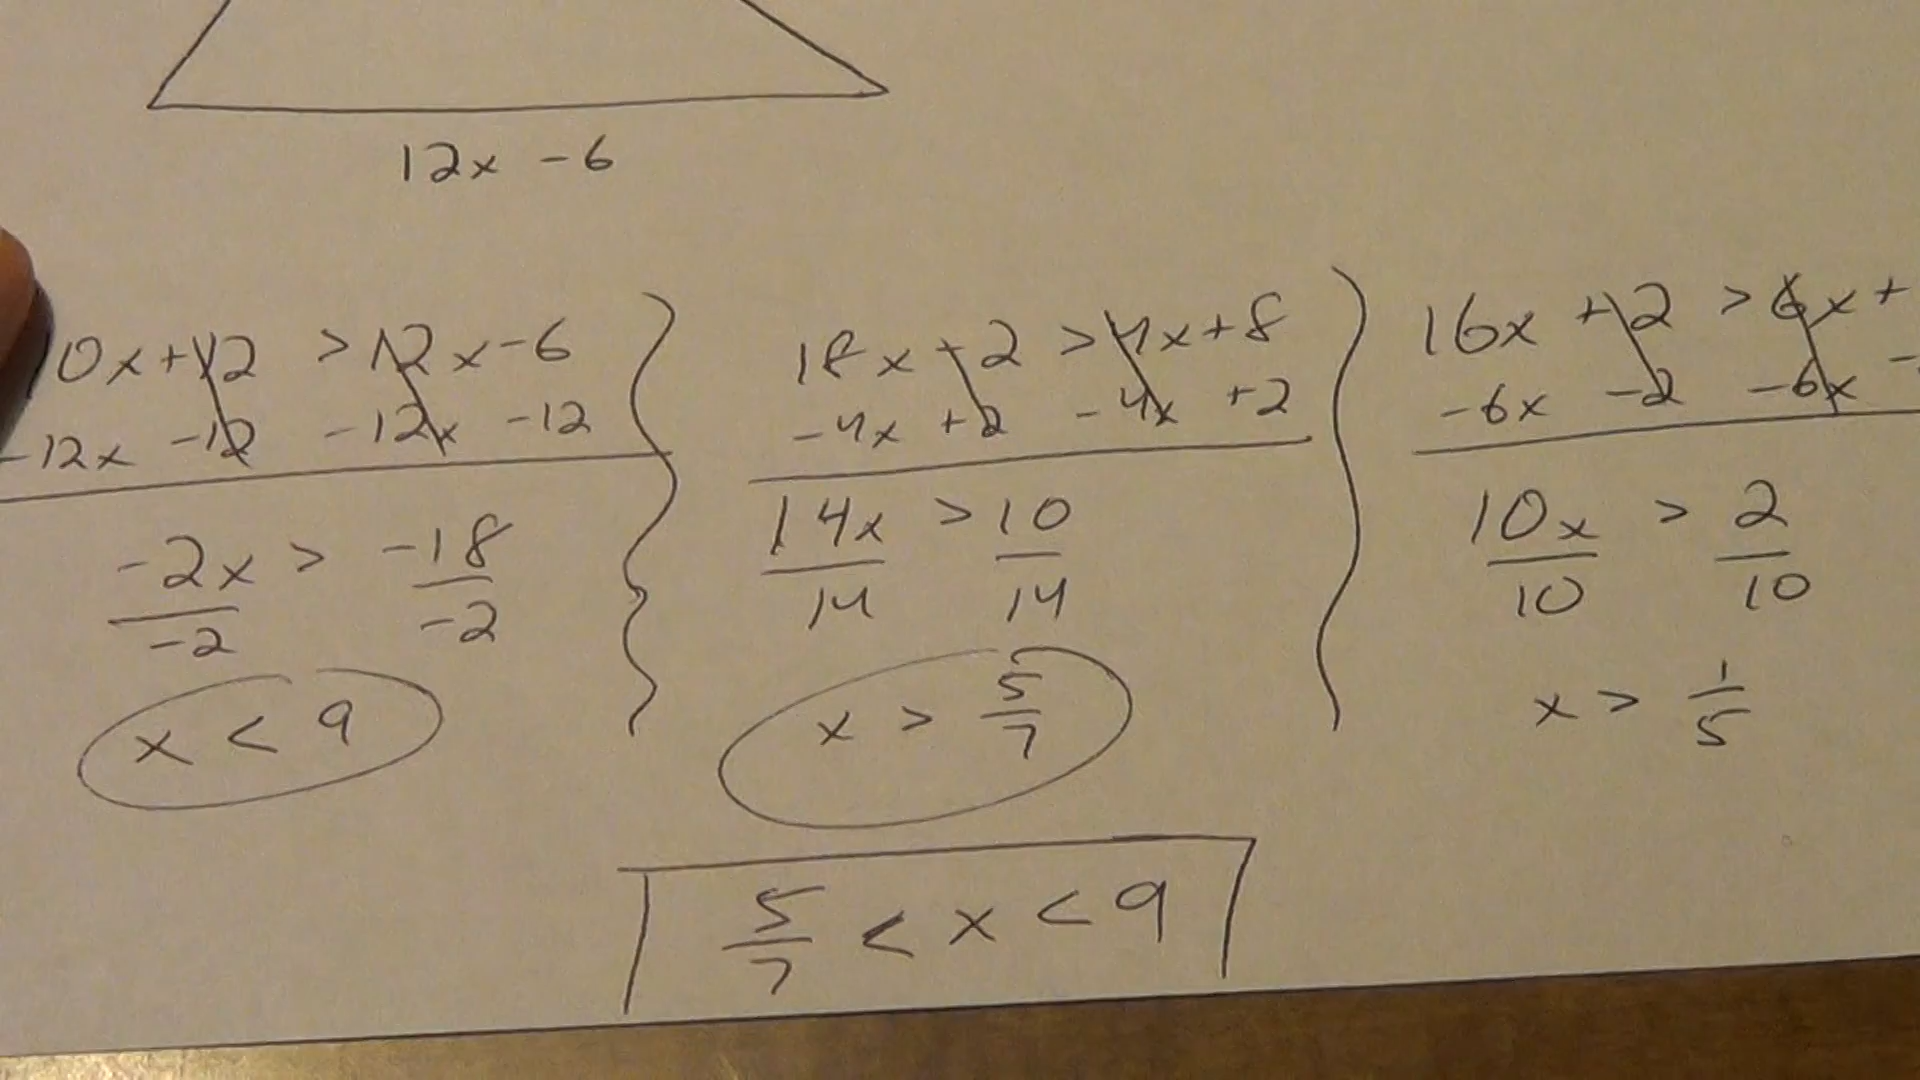 12x - 6
0x + 12 > 12x - 6
-12x -12 -12x -12
-2x > -18
-2 -2
x < 9
18x - 2 > 4x + 8
-4x +2 -4x +2
14x > 10
14 14
x > 5/7
16x + 2 > 6x +
-6x -2 -6x -
10x > 2
10 10
x > 1/5
5/7 < x < 9